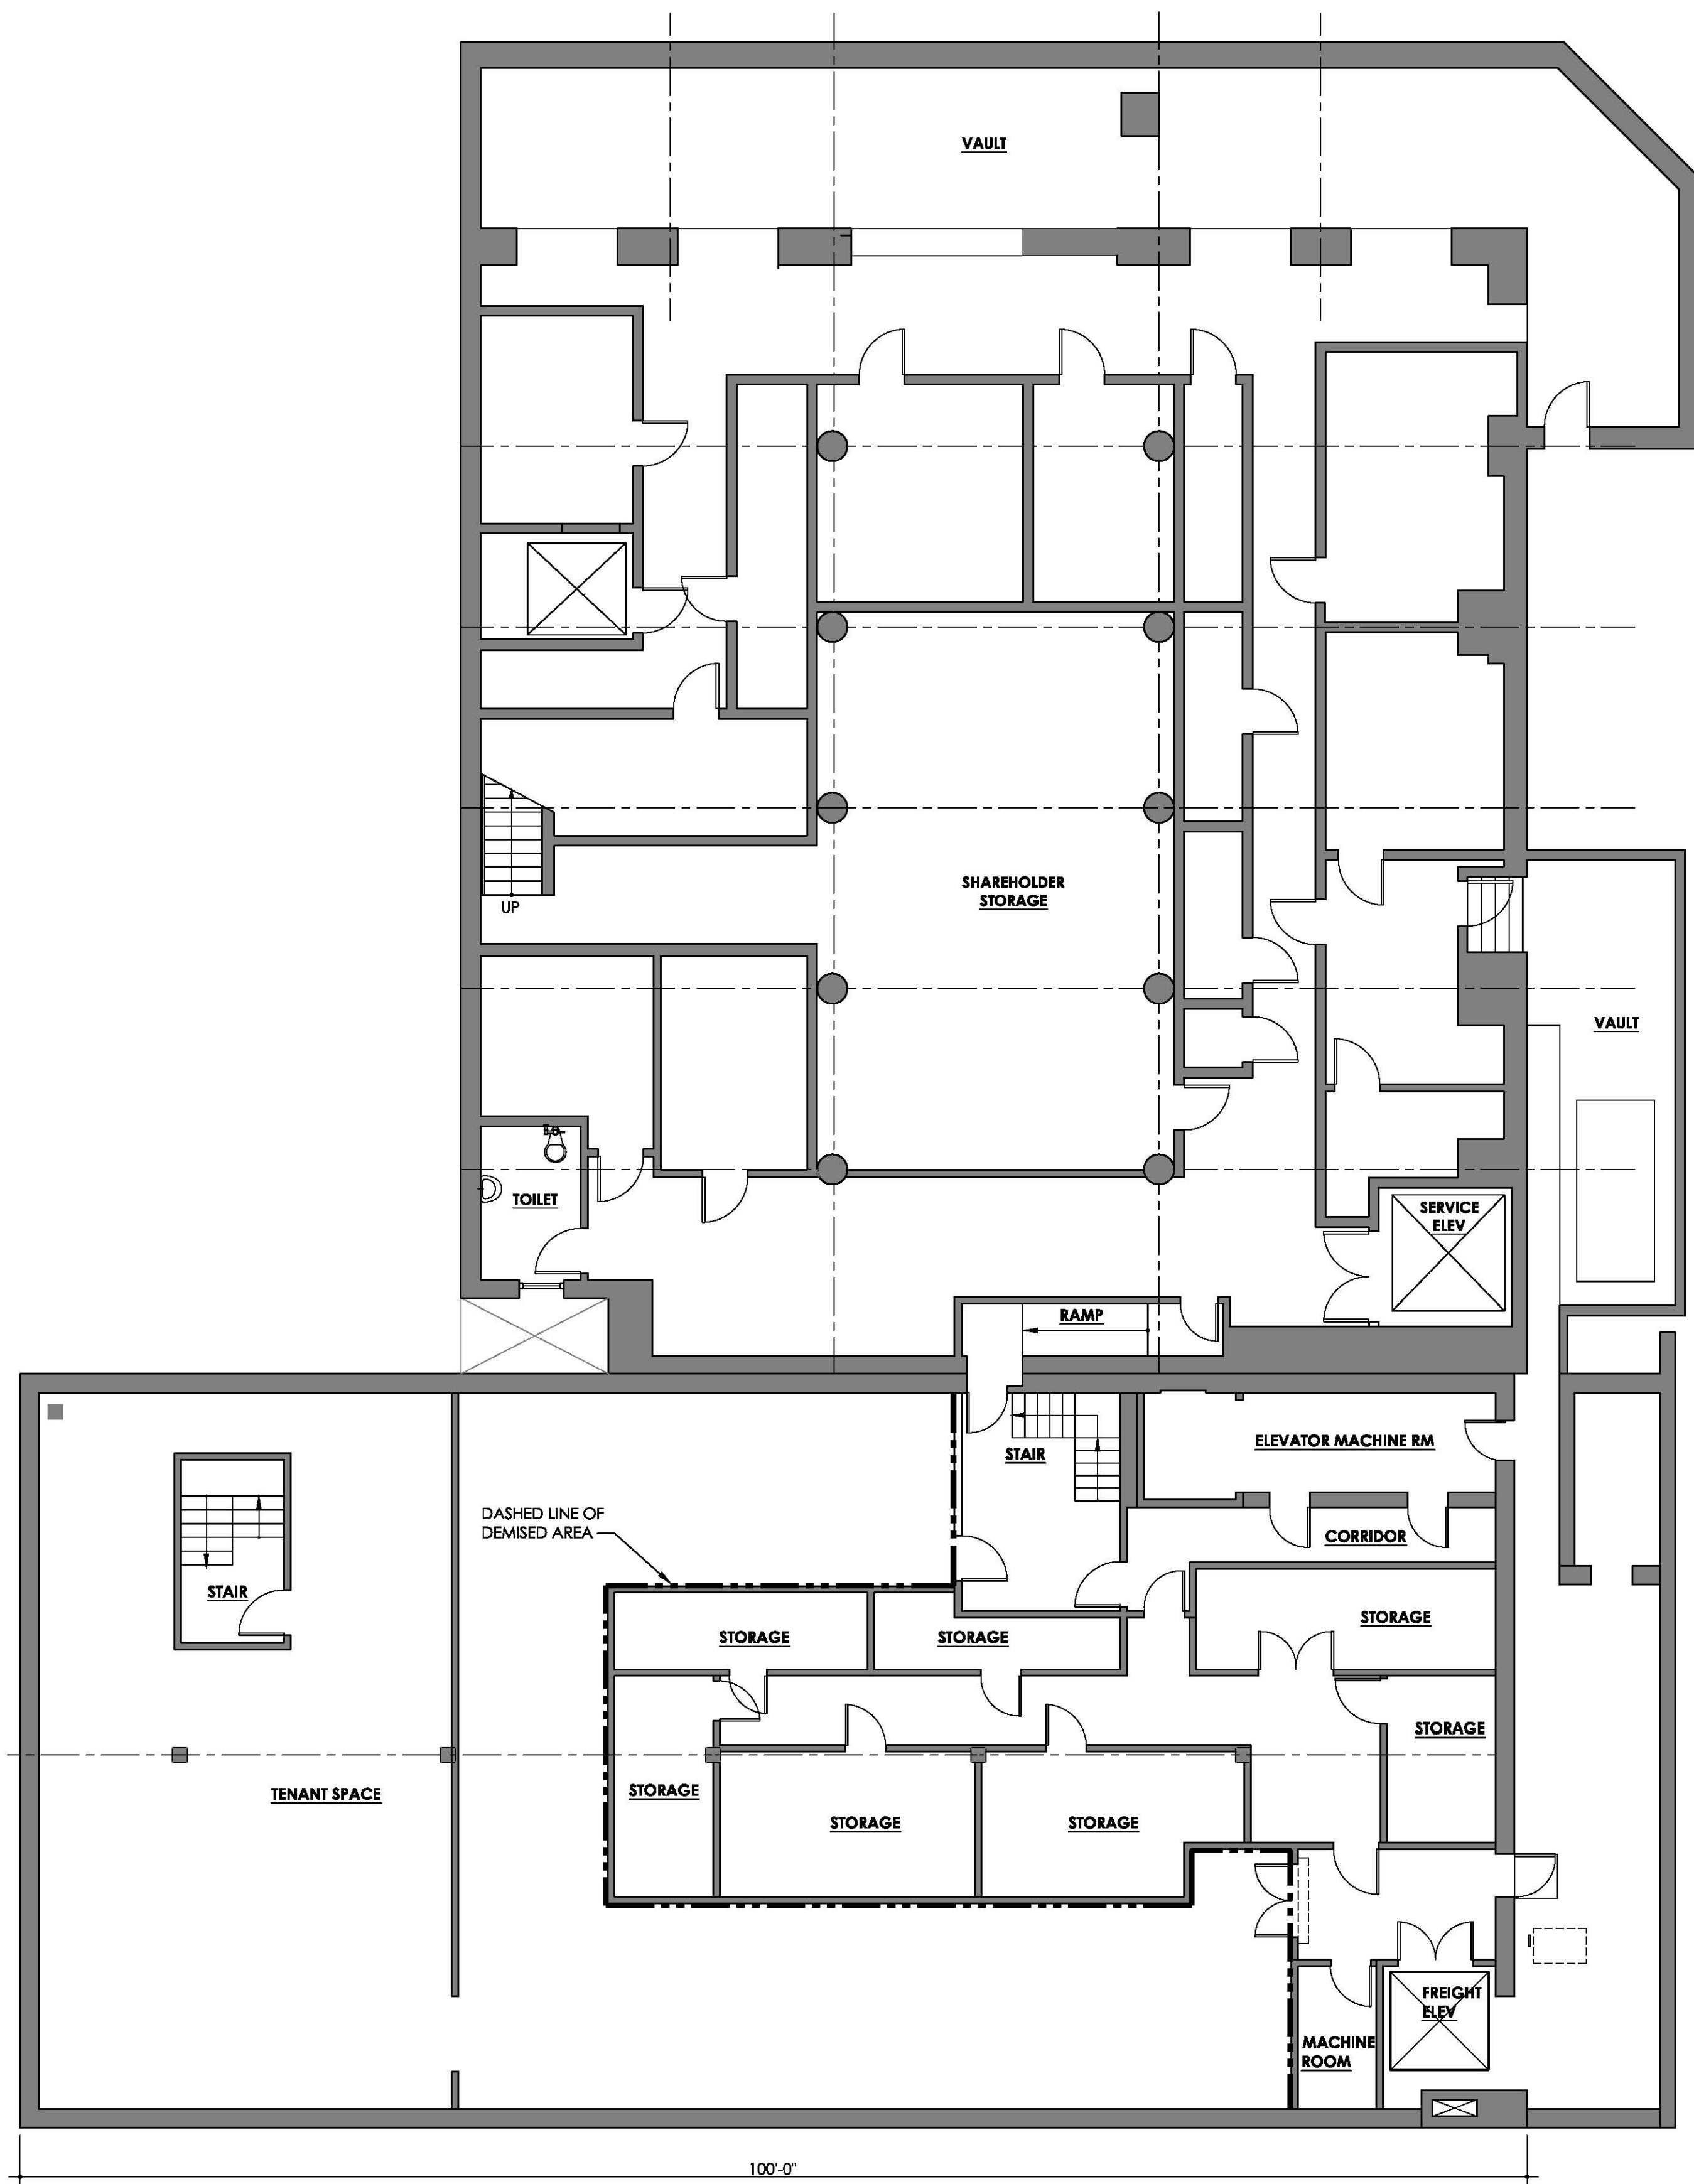 VAULT
SHAREHOLDER
STORAGE
UP
VAULT
TOILET
SERVICE
ELEV
RAMP
STAIR
ELEVATOR MACHINE RM
DASHED LINE OF
DEMISED AREA
CORRIDOR
STAIR
STORAGE
STORAGE
STORAGE
STORAGE
STORAGE
TENANT SPACE
STORAGE
STORAGE
FREIGHT
ELEV
MACHINE
ROOM
100'-0"